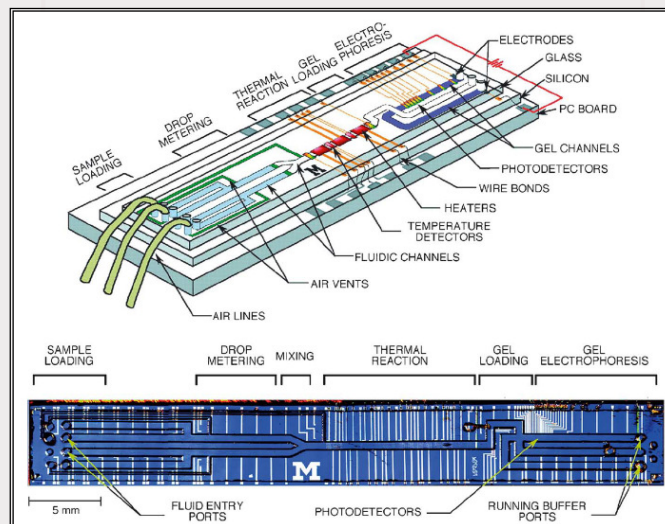 SAMPLE
LOADING
DROP
METERING
THERMAL
REACTION
GEL
LOADING
ELECTRO-
PHORESIS
ELECTRODES
GLASS
SILICON
PC BOARD
GEL CHANNELS
PHOTODETECTORS
WIRE BONDS
HEATERS
TEMPERATURE
DETECTORS
FLUIDIC CHANNELS
AIR VENTS
AIR LINES
M
SAMPLE
LOADING
DROP
METERING
MIXING
THERMAL
REACTION
GEL
LOADING
GEL
ELECTROPHORESIS
M
5 mm
FLUID ENTRY
PORTS
PHOTODETECTORS
RUNNING BUFFER
PORTS